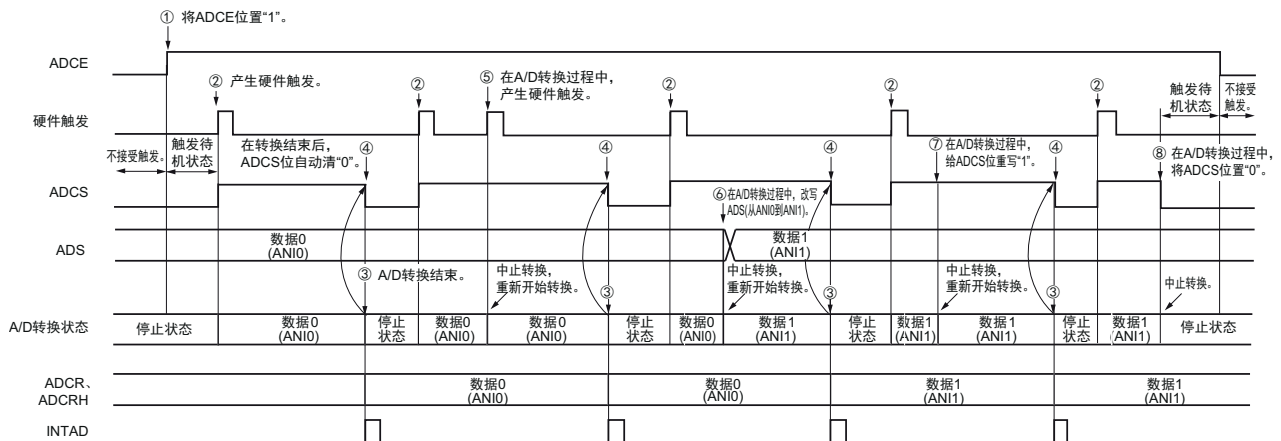 ① 将ADCE位置“1”。
ADCE
② 产生硬件触发。
②
⑤ 在A/D转换过程中，
产生硬件触发。
②
②
②
触发待
机状态
不接受
触发。
硬件触发
不接受触发。
触发待
机状态
在转换结束后，
ADCS位自动清“0”。
④
④
④
⑦ 在A/D转换过程中，
给ADCS位重写“1”。
④
⑧ 在A/D转换过程中，
将ADCS位置“0”。
ADCS
⑥ 在A/D转换过程中，改写
ADS(从ANI0到ANI1)。
ADS
数据0
(ANI0)
数据1
(ANI1)
③ A/D转换结束。
中止转换，
重新开始转换。
③
中止转换，
重新开始转换。
③
中止转换，
重新开始转换。
③
中止转换。
A/D转换状态
停止状态
数据0
(ANI0)
停止
状态
数据0
(ANI0)
数据0
(ANI0)
停止
状态
数据0
(ANI0)
数据1
(ANI1)
停止
状态
数据1
(ANI1)
数据1
(ANI1)
停止
状态
数据1
(ANI1)
停止状态
ADCR、
ADCRH
数据0
(ANI0)
数据0
(ANI0)
数据1
(ANI1)
数据1
(ANI1)
INTAD